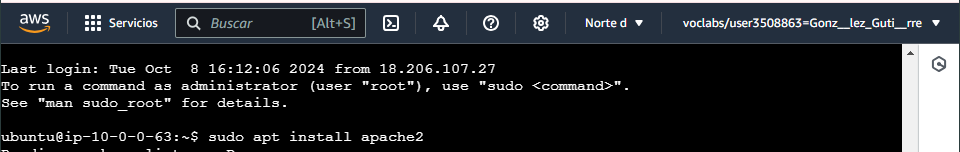 aws Servicios Buscar [Alt+S] Norte d voclabs/user3508863=Gonz__lez_Guti__rre
Last login: Tue Oct  8 16:12:06 2024 from 18.206.107.27
To run a command as administrator (user "root"), use "sudo <command>".
See "man sudo_root" for details.
ubuntu@ip-10-0-0-63:~$ sudo apt install apache2